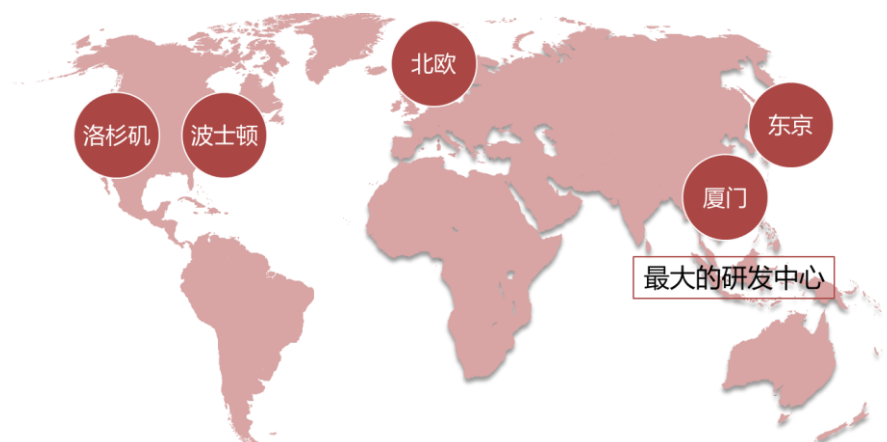 北欧
洛杉矶
波士顿
东京
厦门
最大的研发中心